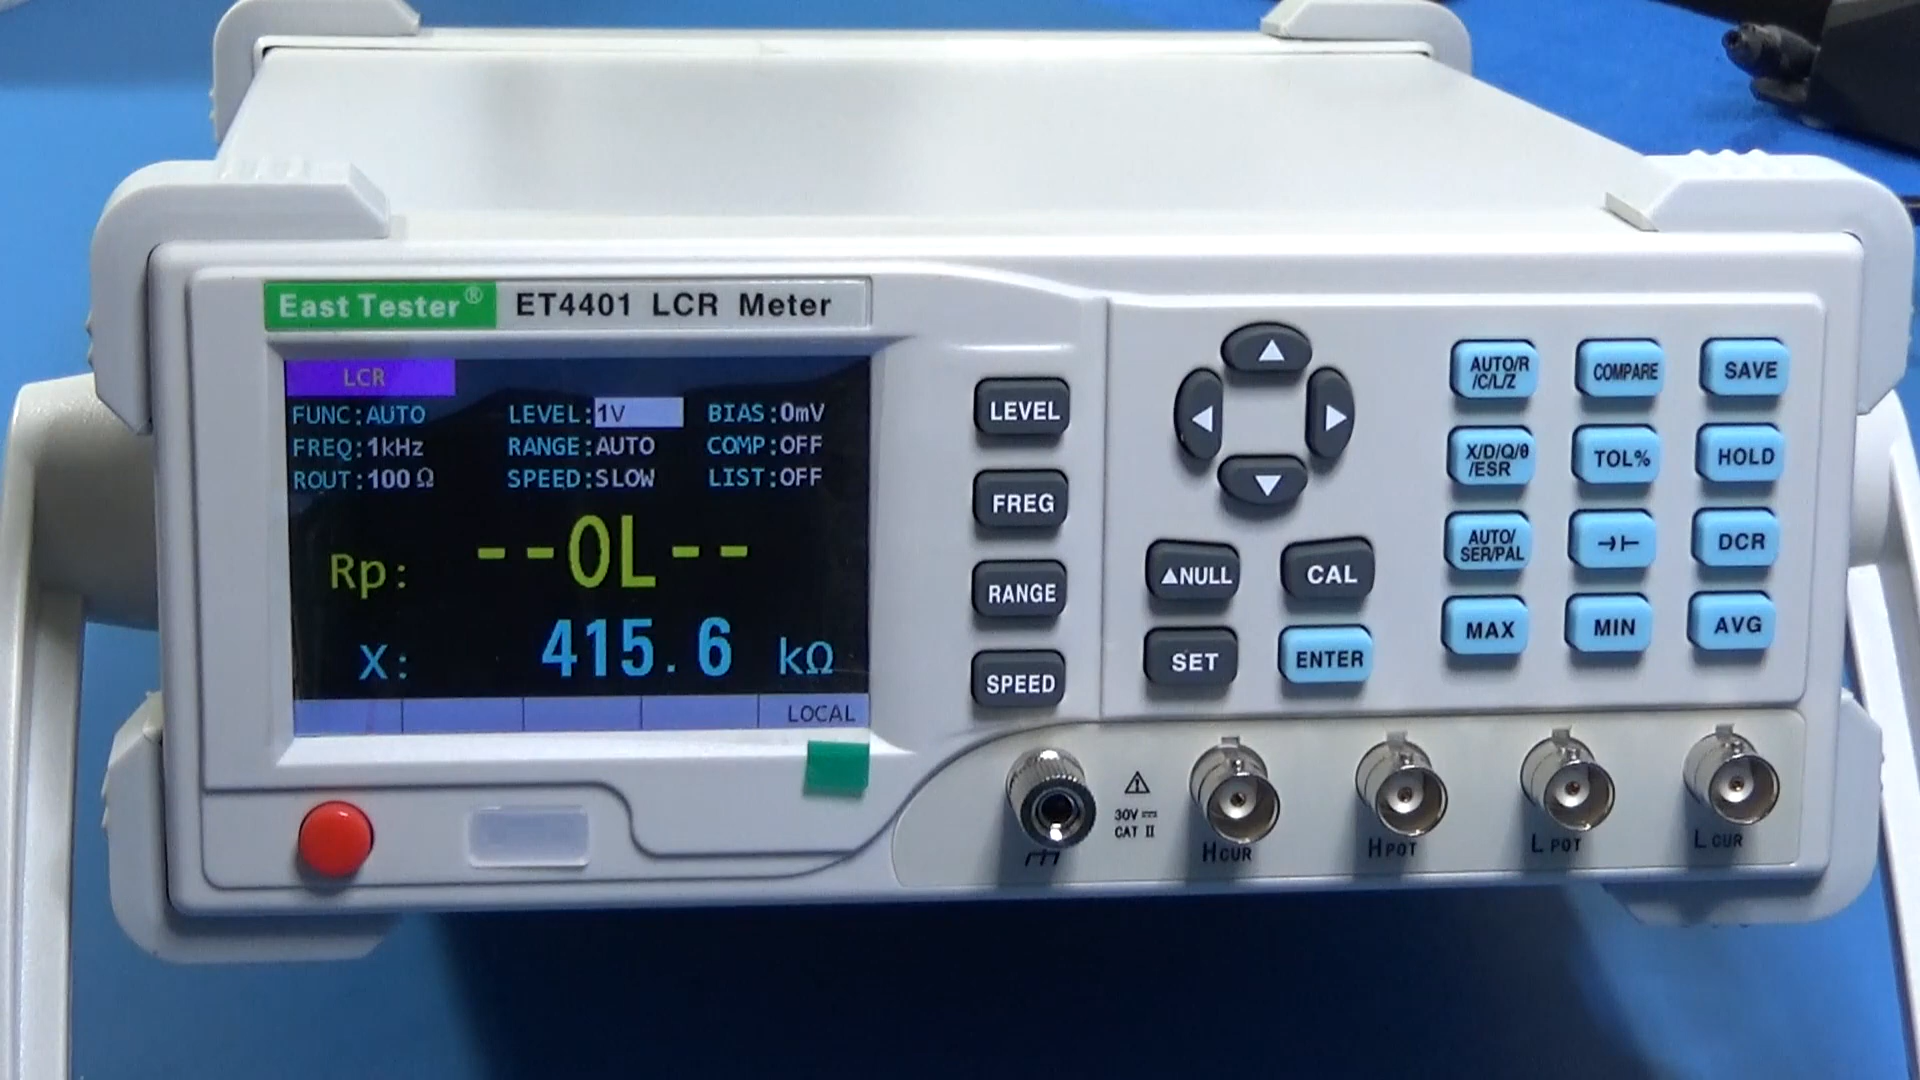 East Tester® ET4401 LCR Meter
LCR
FUNC:AUTO LEVEL:1V BIAS:0mV
FREQ:1kHz RANGE:AUTO COMP:OFF
ROUT:100 Ω SPEED:SLOW LIST:OFF
Rp: --OL--
X: 415.6 kΩ
LOCAL
LEVEL
FREG
RANGE
SPEED
▲
◀ ▶
▼
▲NULL CAL
SET ENTER
AUTO/R
/C/L/Z
COMPARE
SAVE
X/D/Q/θ
/ESR
TOL%
HOLD
AUTO/
SER/PAL
DCR
MAX MIN AVG
30V⎓
CAT II
HCUR HPOT LPOT LCUR